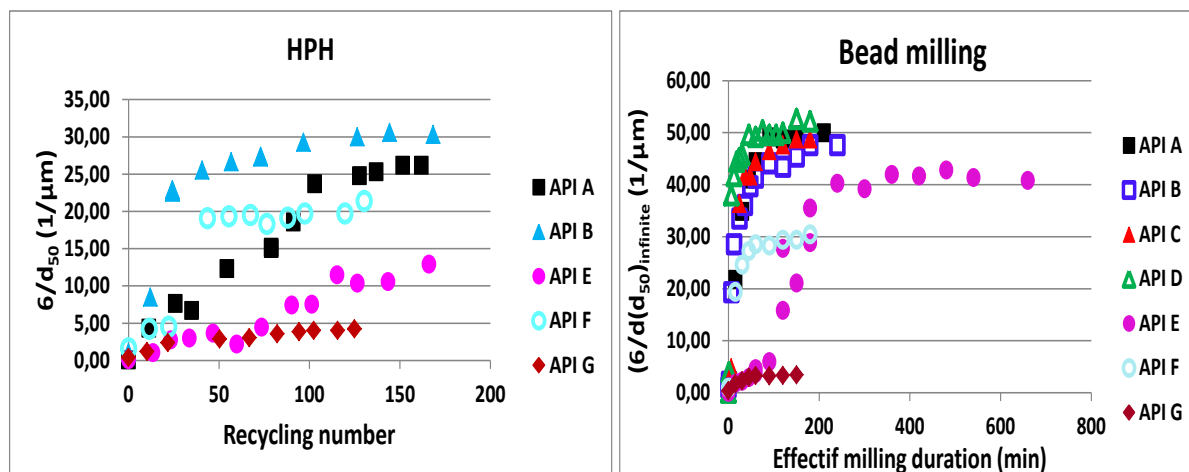 HPH
6/d50 (1/µm)
35,00
30,00
25,00
20,00
15,00
10,00
5,00
0,00
0
50
100
150
200
Recycling number
API A
API B
API E
API F
API G
Bead milling
(6/d(d50)infinite (1/µm)
60,00
50,00
40,00
30,00
20,00
10,00
0,00
0
200
400
600
800
Effectif milling duration (min)
API A
API B
API C
API D
API E
API F
API G